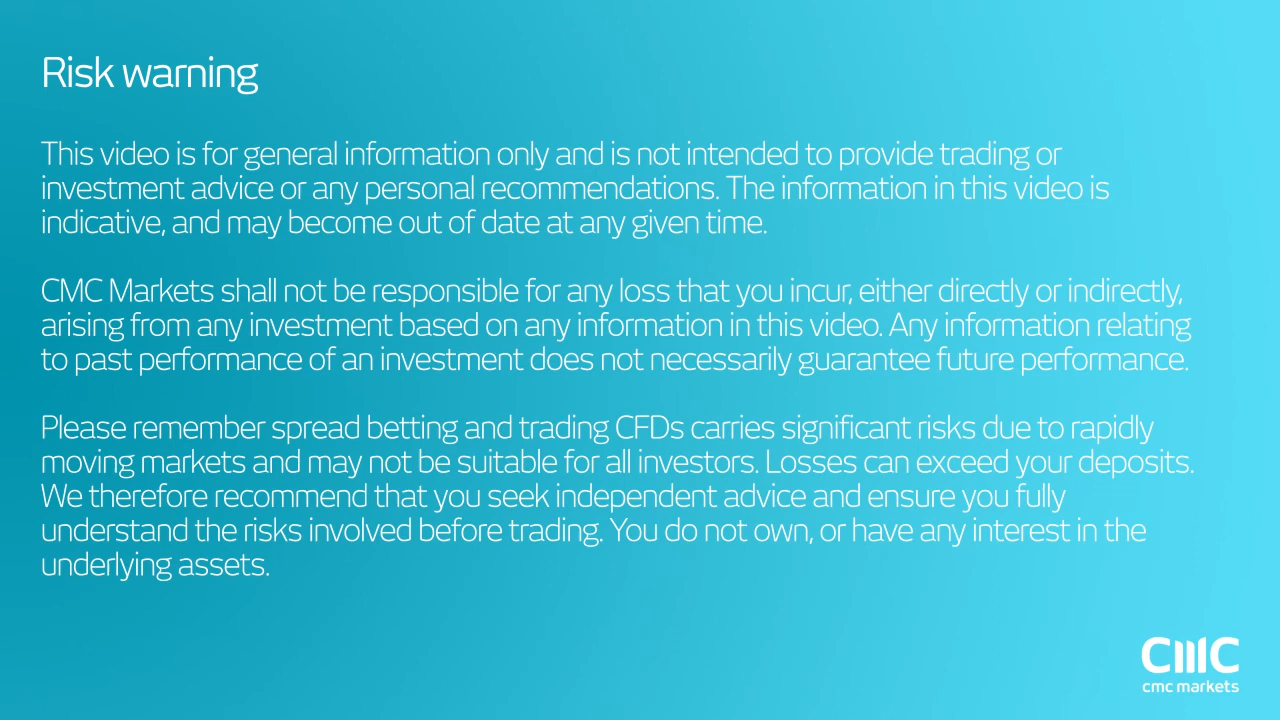 Risk warning
This video is for general information only and is not intended to provide trading or
investment advice or any personal recommendations. The information in this video is
indicative, and may become out of date at any given time.
CMC Markets shall not be responsible for any loss that you incur, either directly or indirectly,
arising from any investment based on any information in this video. Any information relating
to past performance of an investment does not necessarily guarantee future performance.
Please remember spread betting and trading CFDs carries significant risks due to rapidly
moving markets and may not be suitable for all investors. Losses can exceed your deposits.
We therefore recommend that you seek independent advice and ensure you fully
understand the risks involved before trading. You do not own, or have any interest in the
underlying assets.
CMC
cmc markets